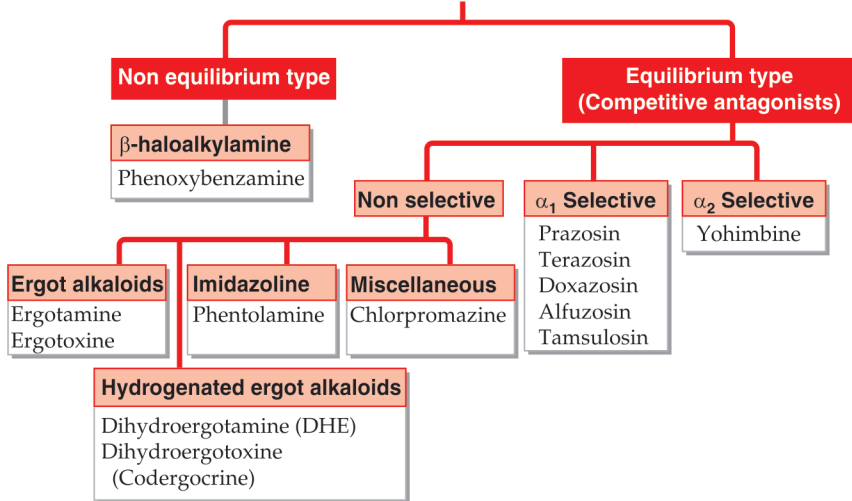 Non equilibrium type
Equilibrium type
(Competitive antagonists)
β-haloalkylamine
Phenoxybenzamine
Non selective
α₁ Selective
Prazosin
Terazosin
Doxazosin
Alfuzosin
Tamsulosin
α₂ Selective
Yohimbine
Ergot alkaloids
Ergotamine
Ergotoxine
Imidazoline
Phentolamine
Miscellaneous
Chlorpromazine
Hydrogenated ergot alkaloids
Dihydroergotamine (DHE)
Dihydroergotoxine
(Codergocrine)